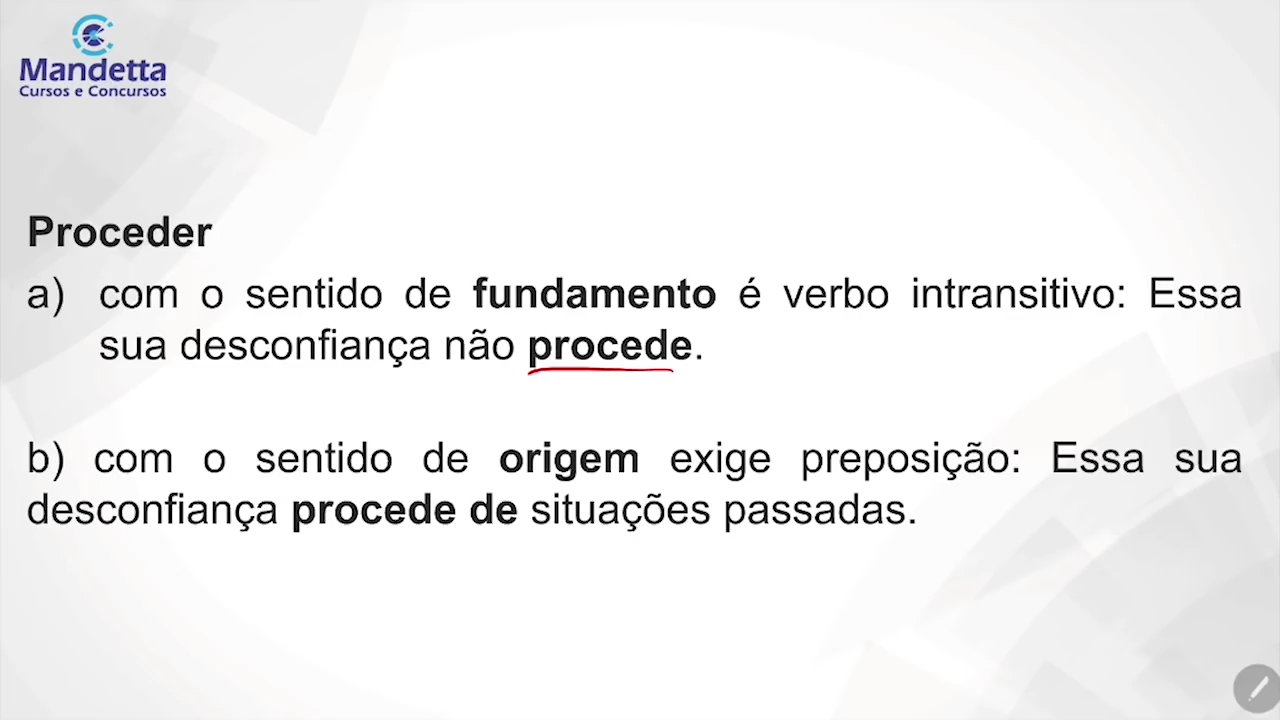 Mandetta
Cursos e Concursos
Proceder
a) com o sentido de fundamento é verbo intransitivo: Essa
sua desconfiança não procede.
b) com o sentido de origem exige preposição: Essa sua
desconfiança procede de situações passadas.